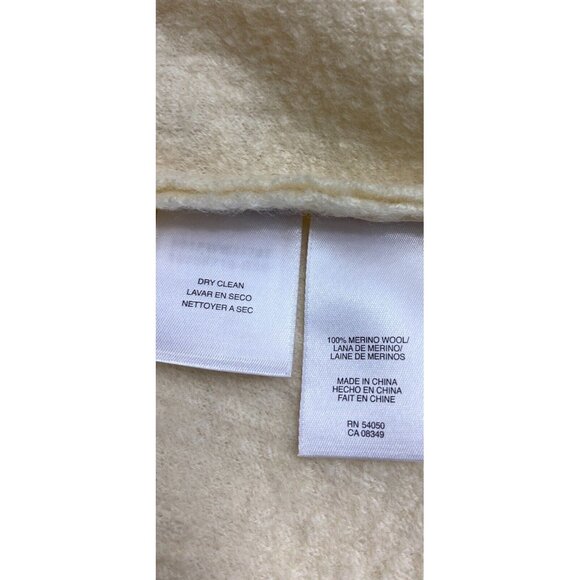 DRY CLEAN
LAVAR EN SECO
NETTOYER A SEC
100% MERINO WOOL/
LANA DE MERINO/
LAINE DE MERINOS
MADE IN CHINA
HECHO EN CHINA
FAIT EN CHINE
RN 54050
CA 08349